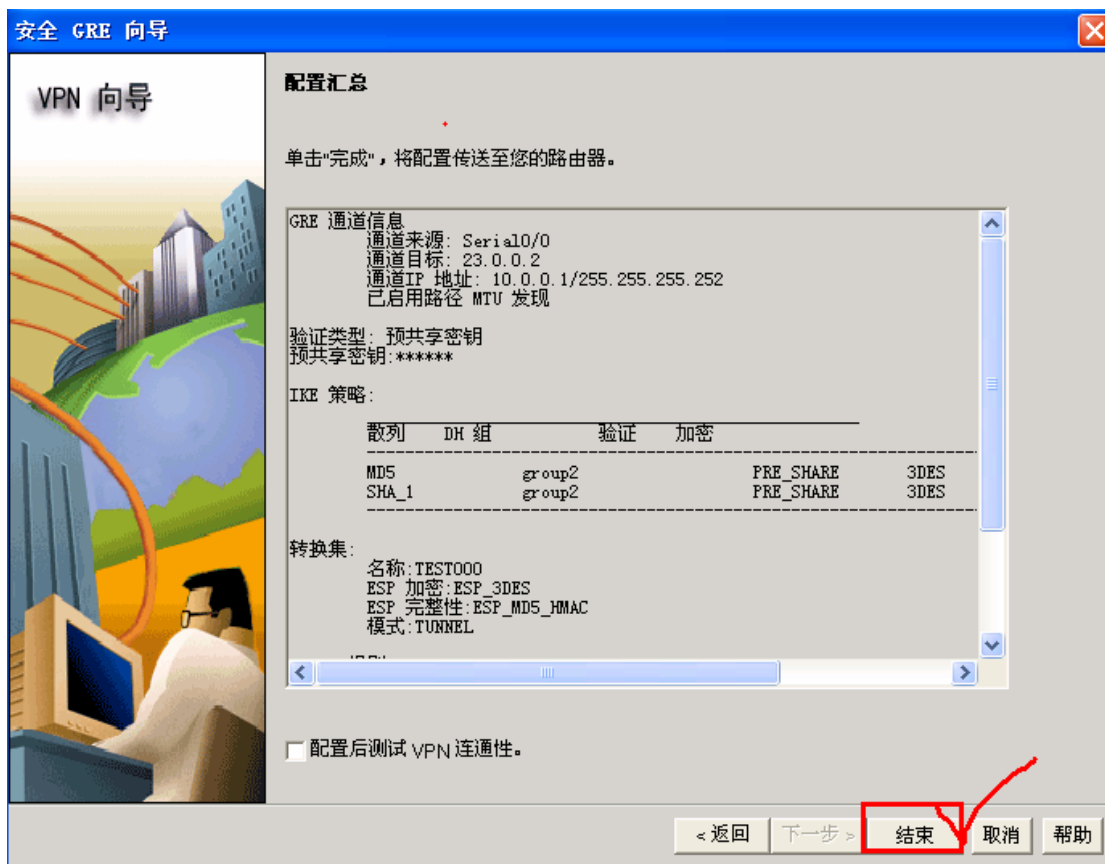 安全 GRE 向导
VPN 向导
配置汇总
单击"完成",将配置传送至您的路由器。
GRE 通道信息
通道来源: Serial0/0
通道目标: 23.0.0.2
通道IP 地址: 10.0.0.1/255.255.255.252
已启用路径 MTU 发现
验证类型: 预共享密钥
预共享密钥:******
IKE 策略:
散列 DH 组 验证 加密
MD5 group2 PRE_SHARE 3DES
SHA_1 group2 PRE_SHARE 3DES
转换集:
名称:TEST000
ESP 加密:ESP_3DES
ESP 完整性:ESP_MD5_HMAC
模式:TUNNEL
配置后测试 VPN 连通性。
<返回 下一步> 结束 取消 帮助